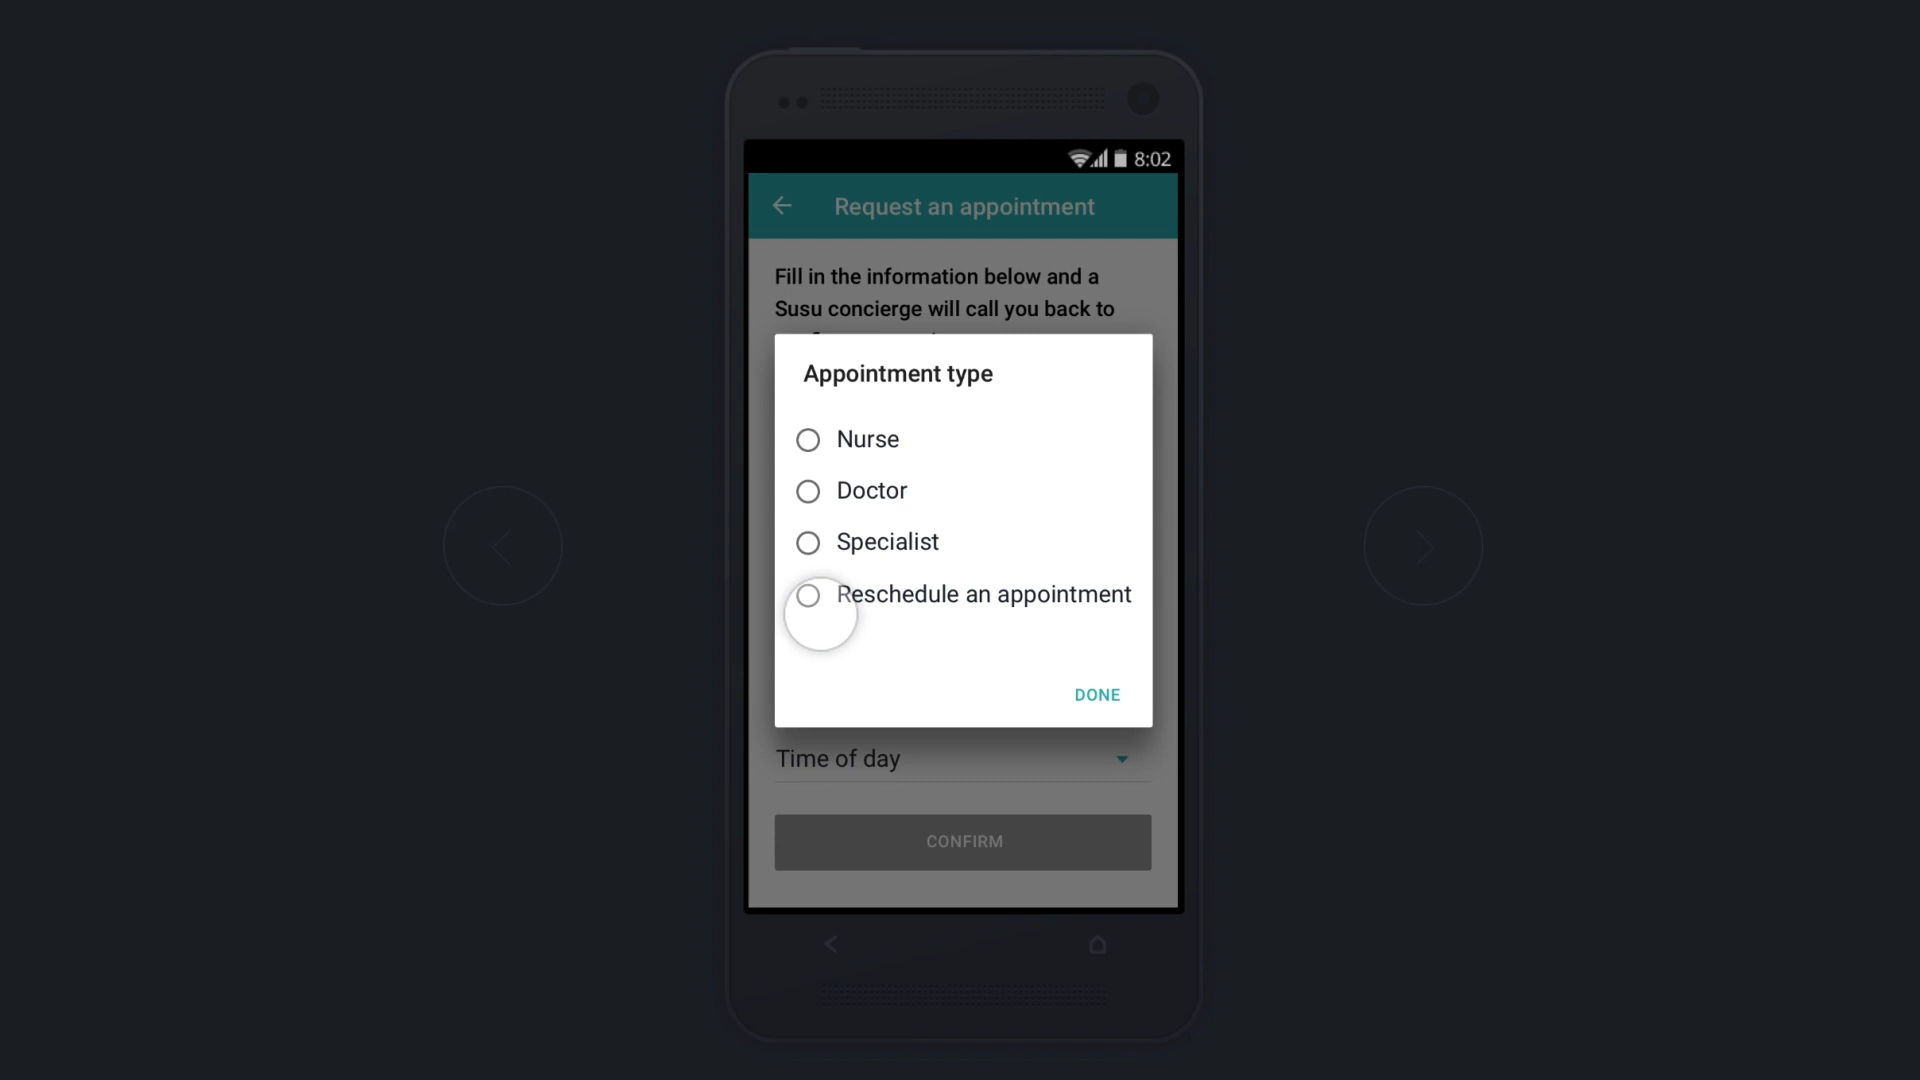 8:02
Request an appointment
Fill in the information below and a
Susu concierge will call you back to
Appointment type
Nurse
Doctor
Specialist
Reschedule an appointment
DONE
Time of day
CONFIRM